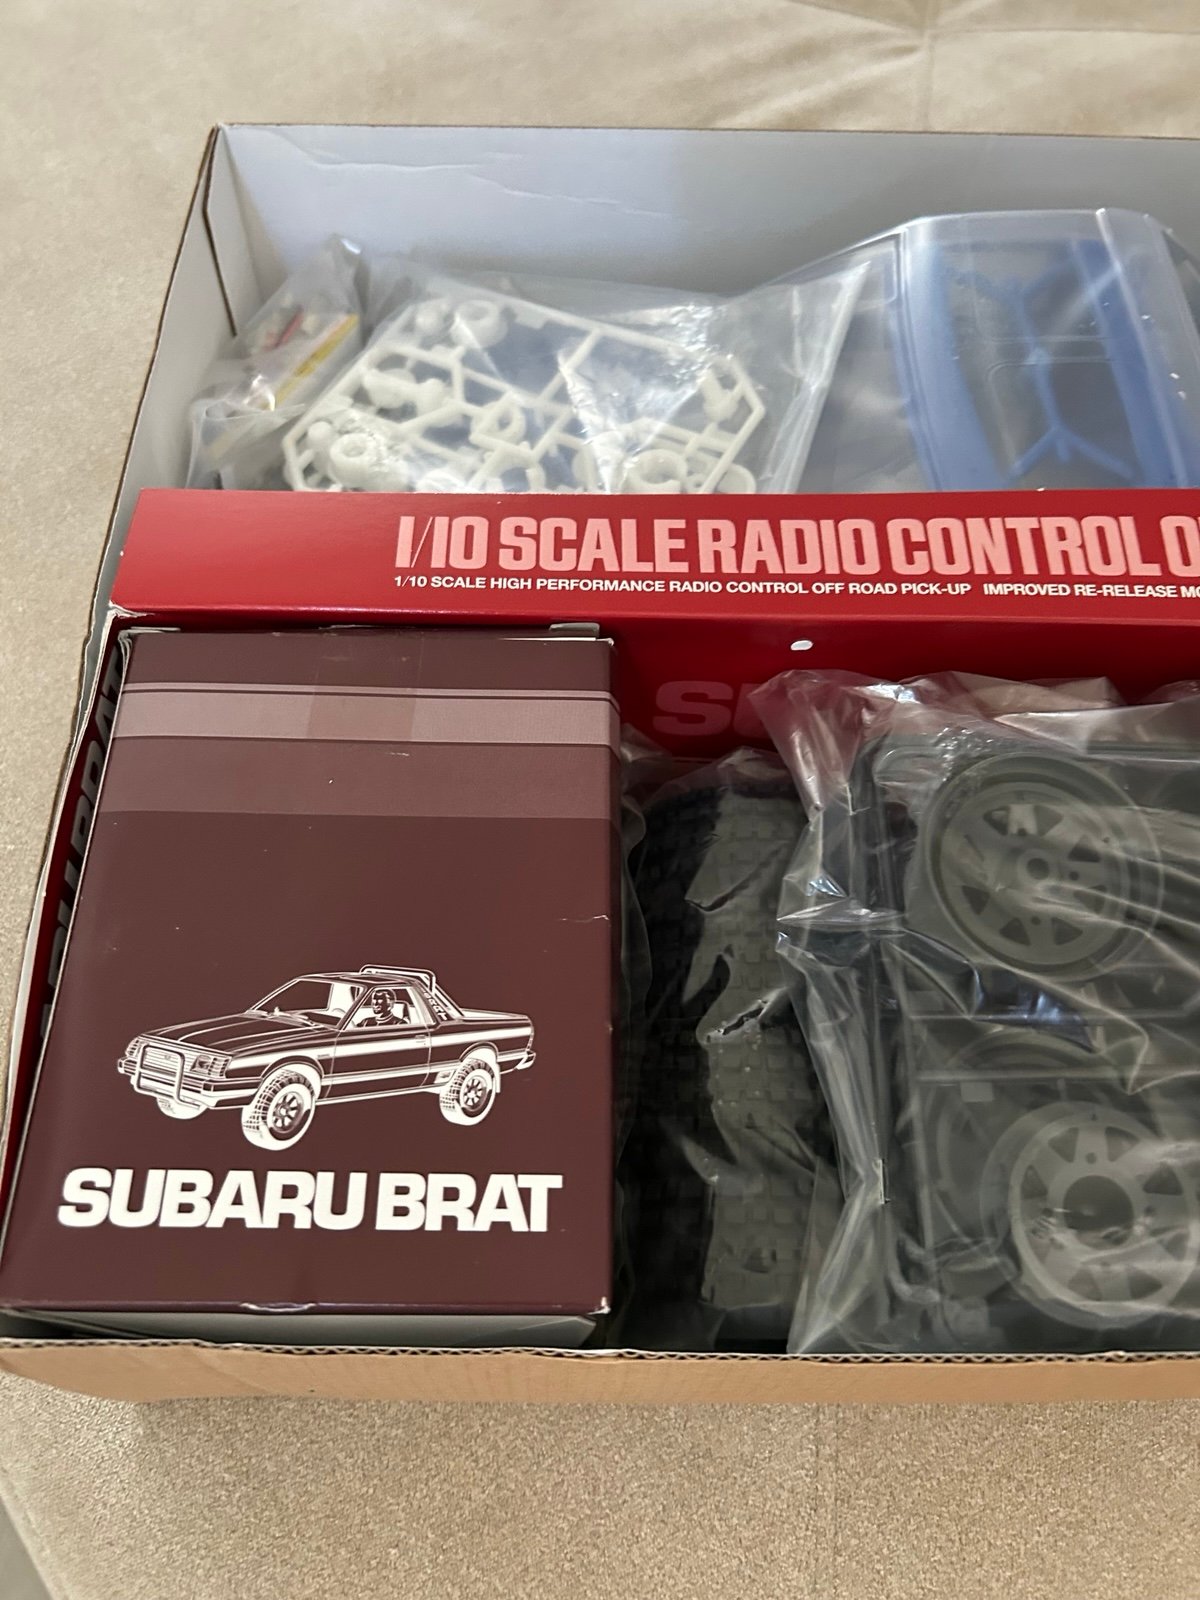 1/10 SCALE RADIO CONTROL O
1/10 SCALE HIGH PERFORMANCE RADIO CONTROL OFF ROAD PICK-UP IMPROVED RE-RELEASE MO
SU
SUBARU BRAT